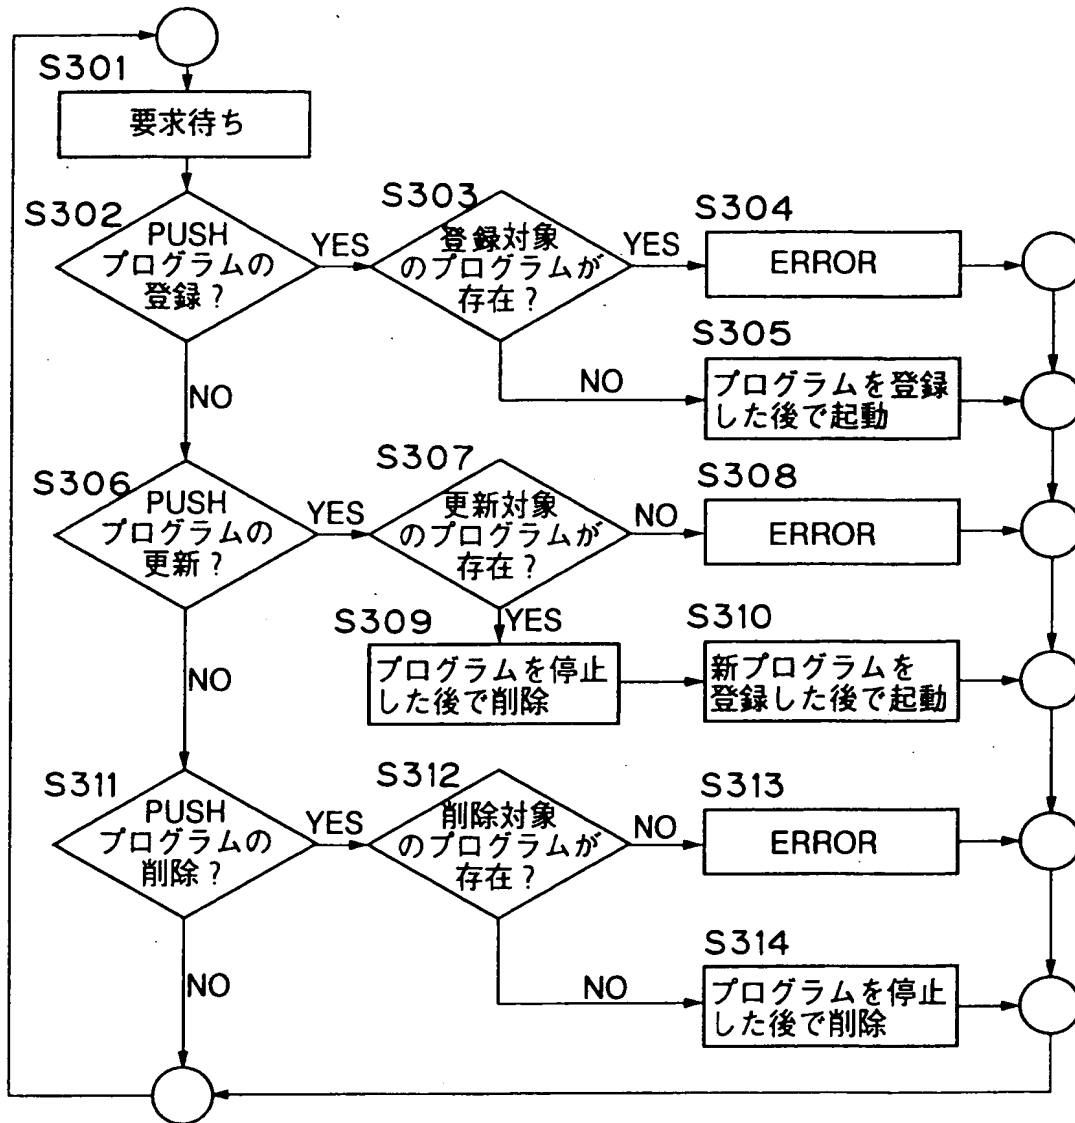 S301
要求待ち
S302
PUSH
プログラムの
登録？
YES
NO
S303
登録対象
のプログラムが
存在？
YES
NO
S304
ERROR
S305
プログラムを登録
した後で起動
S306
PUSH
プログラムの
更新？
YES
NO
S307
更新対象
のプログラムが
存在？
NO
YES
S308
ERROR
S309
プログラムを停止
した後で削除
S310
新プログラムを
登録した後で起動
S311
PUSH
プログラムの
削除？
YES
NO
S312
削除対象
のプログラムが
存在？
NO
NO
S313
ERROR
S314
プログラムを停止
した後で削除